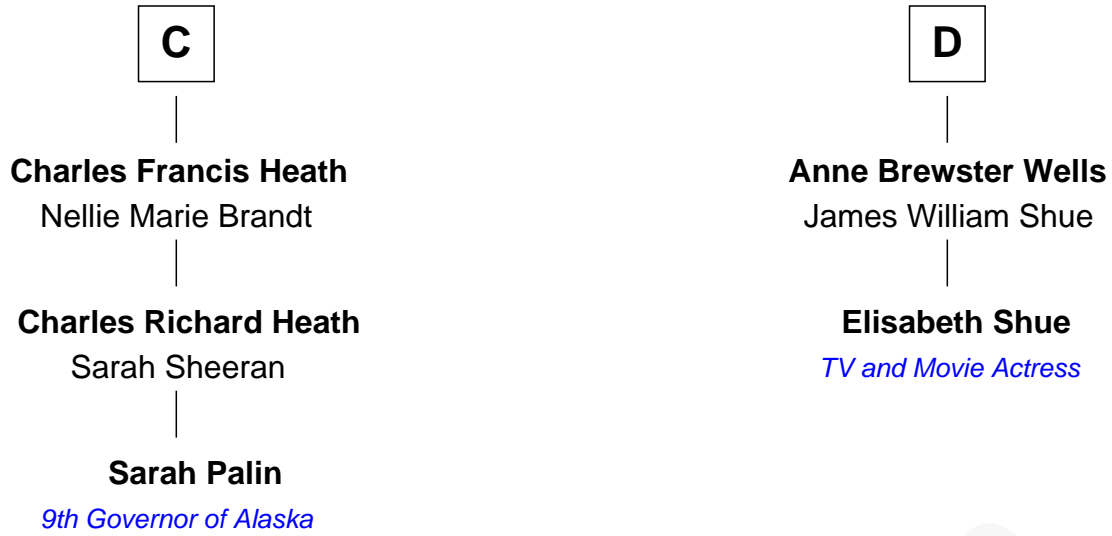 C
Charles Francis Heath
Nellie Marie Brandt
Charles Richard Heath
Sarah Sheeran
Sarah Palin
9th Governor of Alaska
D
Anne Brewster Wells
James William Shue
Elisabeth Shue
TV and Movie Actress